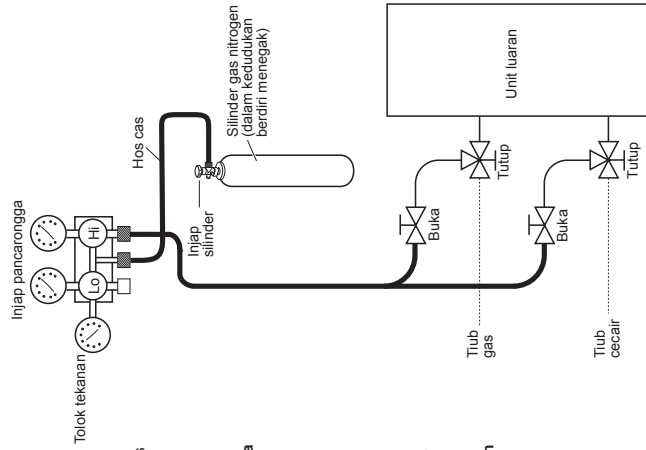 Injap pancarongga
Tolok tekanan
Lo
Hi
Hos cas
Injap
silinder
Silinder gas nitrogen
(dalam kedudukan
berdiri menegak)
Unit luaran
Buka
Tutup
Buka
Tutup
Tiub
gas
Tiub
cecair